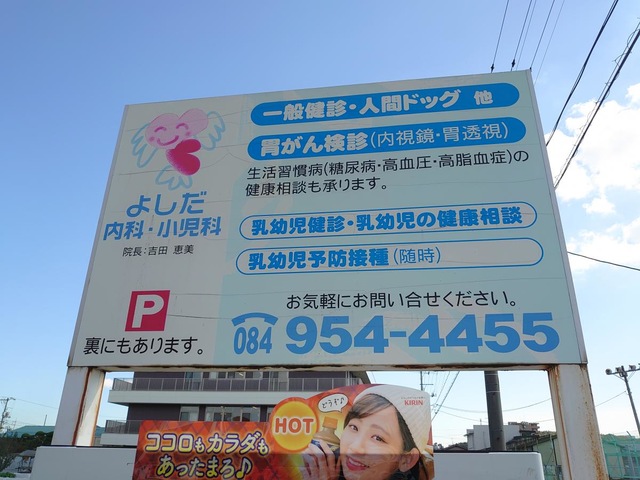 一般健診・人間ドッグ 他
胃がん検診(内視鏡・胃透視)
生活習慣病(糖尿病・高血圧・高脂血症)の
健康相談も承ります。
よしだ
内科・小児科
院長:吉田 恵美
乳幼児健診・乳幼児の健康相談
乳幼児予防接種(随時)
P
裏にもあります。
お気軽にお問い合せください。
084 954-4455
KIRIN
どうぞ♪
HOT
ココロもカラダも
あったまろ♪